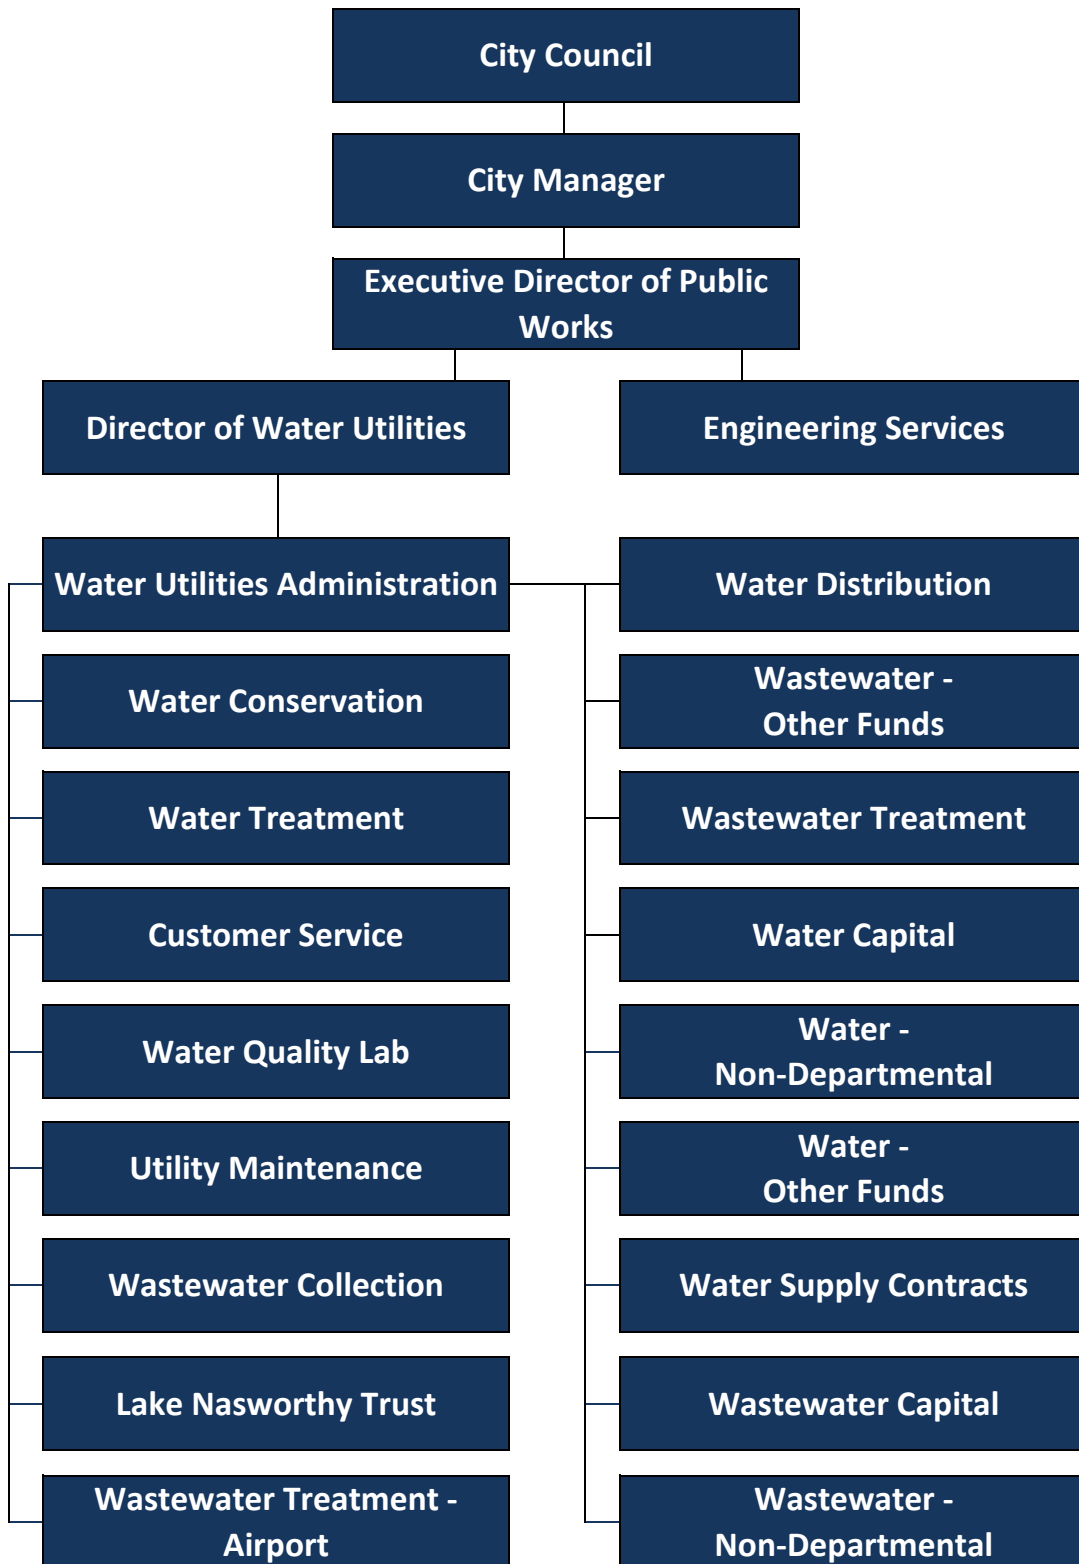 City Council
City Manager
Executive Director of Public
Works
Director of Water Utilities
Engineering Services
Water Utilities Administration
Water Distribution
Water Conservation
Wastewater -
Other Funds
Water Treatment
Wastewater Treatment
Customer Service
Water Capital
Water Quality Lab
Water -
Non-Departmental
Utility Maintenance
Water -
Other Funds
Wastewater Collection
Water Supply Contracts
Lake Nasworthy Trust
Wastewater Capital
Wastewater Treatment -
Airport
Wastewater -
Non-Departmental